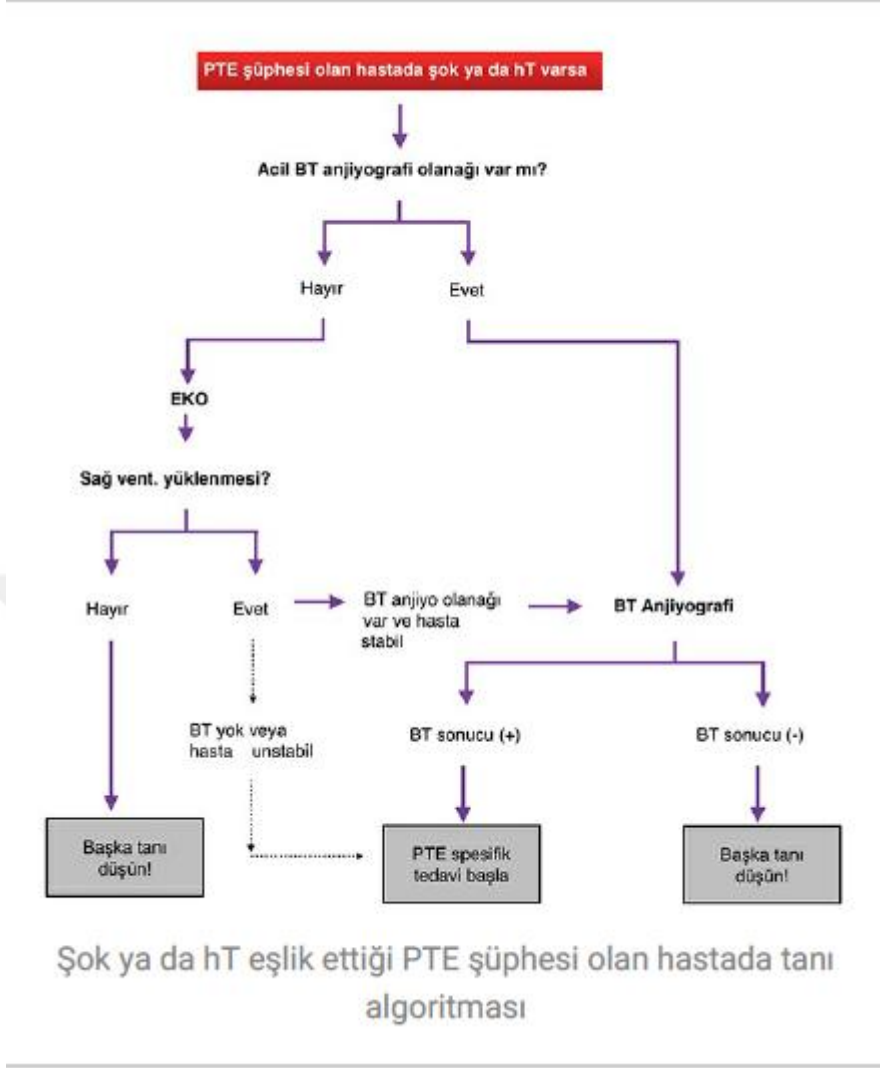 PTE şüphesi olan hastada şok ya da hT varsa
Acil BT anjiyografi olanağı var mı?
Hayır
Evet
EKO
Sağ vent. yüklenmesi?
Hayır
Evet
BT anjiyo olanağı
var ve hasta
stabil
BT Anjiyografi
BT yok veya
hasta unstabil
BT sonucu (+)
BT sonucu (-)
Başka tanı
düşün!
PTE spesifik
tedavi başla
Başka tanı
düşün!
Şok ya da hT eşlik ettiği PTE şüphesi olan hastada tanı
algoritması